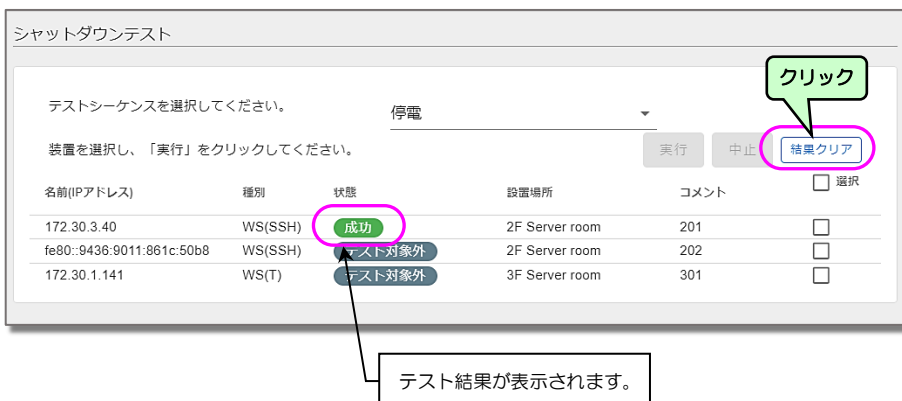 シャットダウンテスト
クリック
テストシーケンスを選択してください。 停電
装置を選択し、「実行」をクリックしてください。 実行 中止 結果クリア
名前(IPアドレス) 種別 状態 設置場所 コメント 選択
172.30.3.40 WS(SSH) 成功 2F Server room 201
fe80::9436:9011:861c:50b8 WS(SSH) テスト対象外 2F Server room 202
172.30.1.141 WS(T) テスト対象外 3F Server room 301
テスト結果が表示されます。